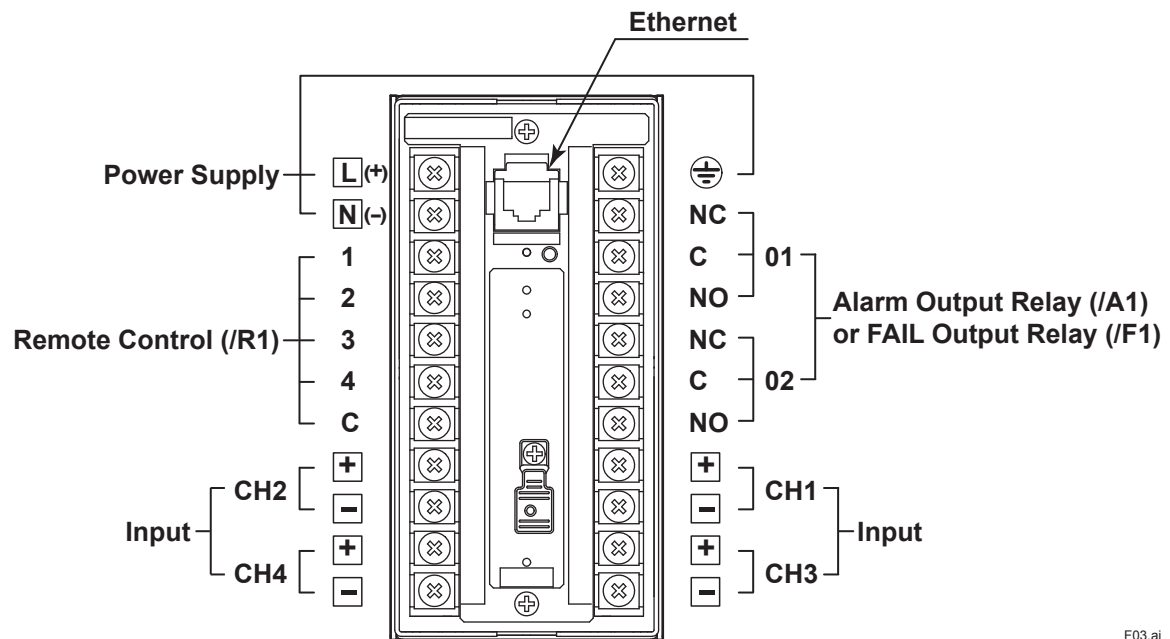 Ethernet
Power Supply
L (+)
N (−)
1
2
Remote Control (/R1)
3
4
C
+
CH2
−
Input
+
CH4
−
NC
C
01
NO
Alarm Output Relay (/A1)
or FAIL Output Relay (/F1)
NC
C
02
NO
+
CH1
−
Input
+
CH3
−
F03.ai